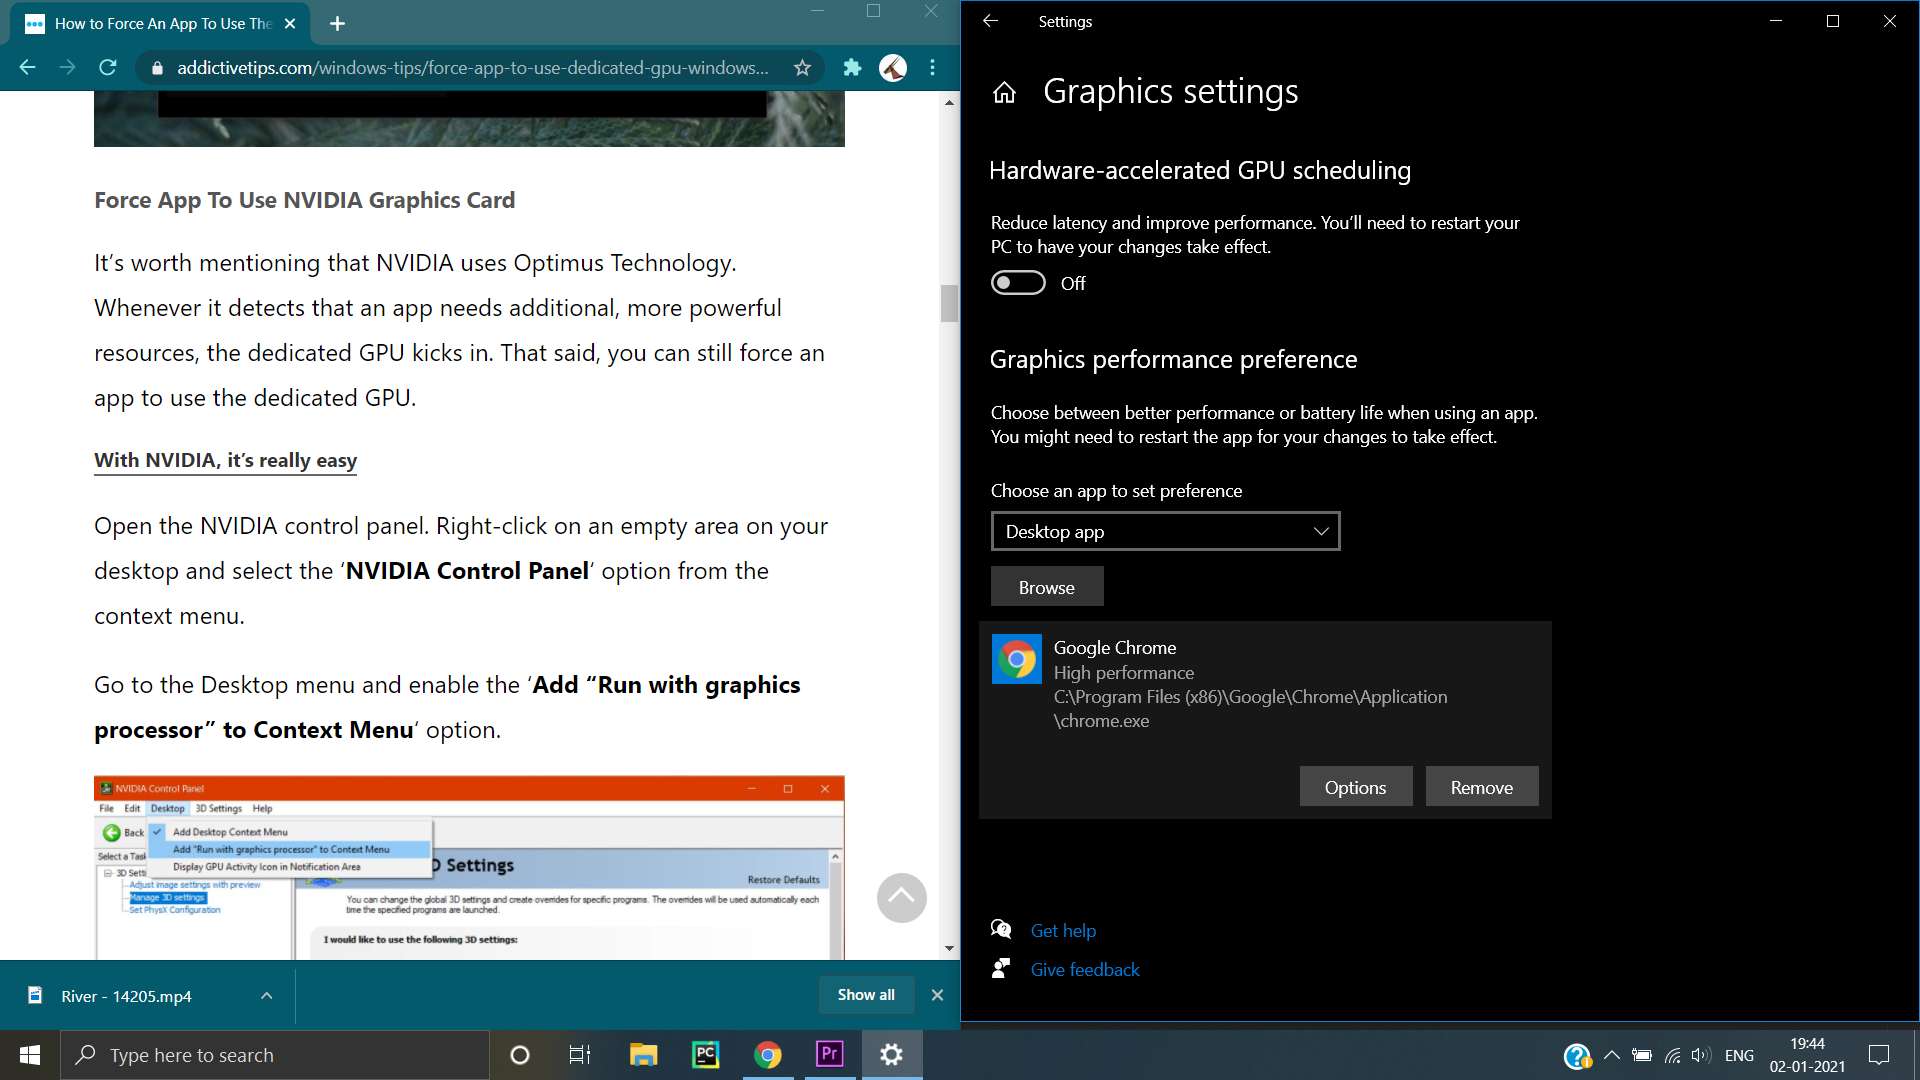 How to Force An App To Use The
addictivetips.com/windows-tips/force-app-to-use-dedicated-gpu-windows...
Force App To Use NVIDIA Graphics Card
It’s worth mentioning that NVIDIA uses Optimus Technology.
Whenever it detects that an app needs additional, more powerful
resources, the dedicated GPU kicks in. That said, you can still force an
app to use the dedicated GPU.
With NVIDIA, it’s really easy
Open the NVIDIA control panel. Right-click on an empty area on your
desktop and select the ‘NVIDIA Control Panel‘ option from the
context menu.
Go to the Desktop menu and enable the ‘Add “Run with graphics
processor” to Context Menu‘ option.
NVIDIA Control Panel
File Edit Desktop 3D Settings Help
Back
Add Desktop Context Menu
Add "Run with graphics processor" to Context Menu
Display GPU Activity Icon in Notification Area
Select a Task
3D Setti
Adjust image settings with preview
Manage 3D settings
Set PhysX Configuration
D Settings
Restore Defaults
You can change the global 3D settings and create overrides for specific programs. The overrides will be used automatically each
time the specified programs are launched.
I would like to use the following 3D settings:
River - 14205.mp4
Show all
Settings
Graphics settings
Hardware-accelerated GPU scheduling
Reduce latency and improve performance. You’ll need to restart your
PC to have your changes take effect.
Off
Graphics performance preference
Choose between better performance or battery life when using an app.
You might need to restart the app for your changes to take effect.
Choose an app to set preference
Desktop app
Browse
Google Chrome
High performance
C:\Program Files (x86)\Google\Chrome\Application
\chrome.exe
Options
Remove
Get help
Give feedback
Type here to search
PC
Pr
ENG
19:44
02-01-2021